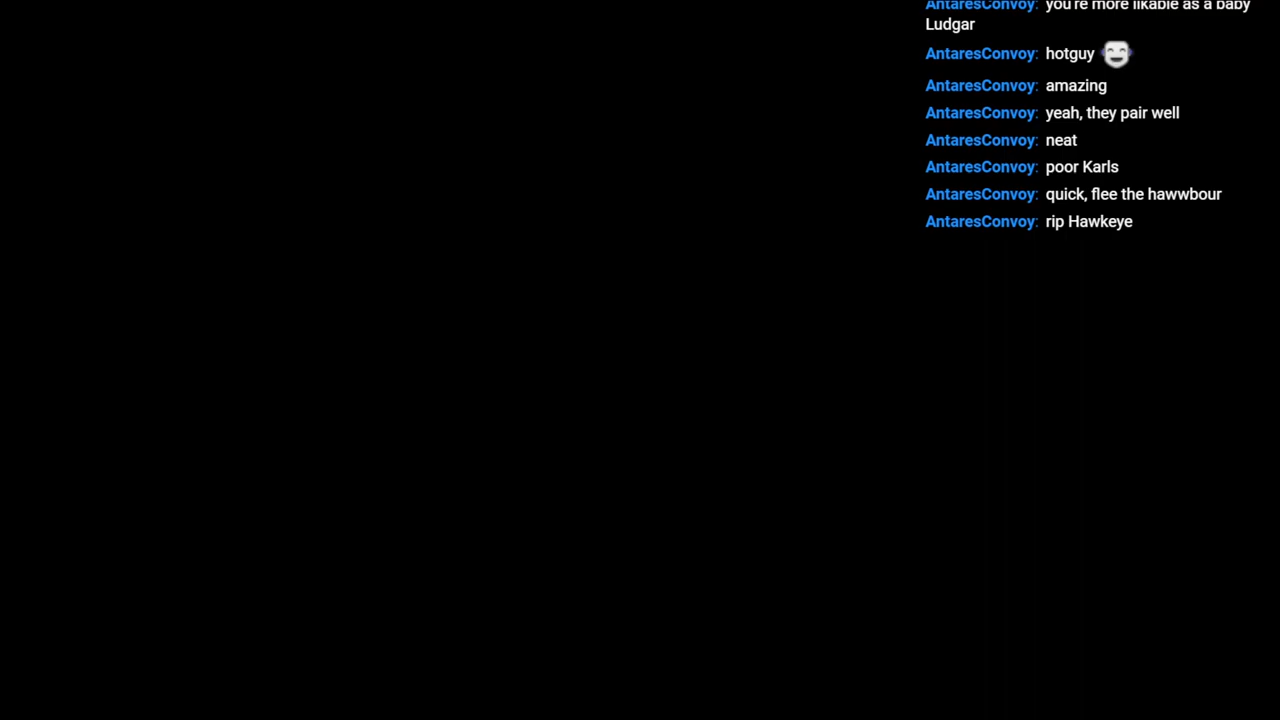 AntaresConvoy: you're more likable as a baby
Ludgar
AntaresConvoy: hotguy
AntaresConvoy: amazing
AntaresConvoy: yeah, they pair well
AntaresConvoy: neat
AntaresConvoy: poor Karls
AntaresConvoy: quick, flee the hawwbour
AntaresConvoy: rip Hawkeye